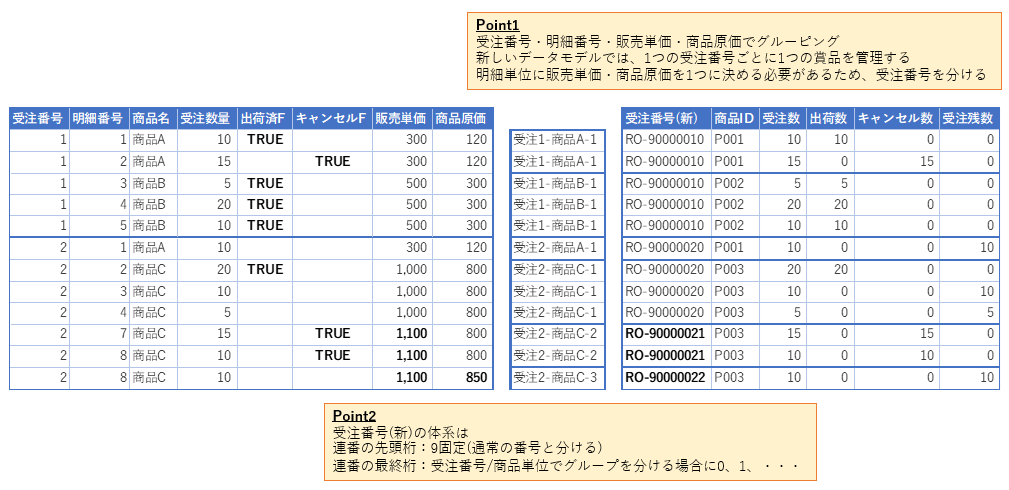 Point1
受注番号・明細番号・販売単価・商品原価でグルーピング
新しいデータモデルでは、1つの受注番号ごとに1つの賞品を管理する
明細単位に販売単価・商品原価を1つに決める必要があるため、受注番号を分ける
受注番号 明細番号 商品名 受注数量 出荷済F キャンセルF 販売単価 商品原価 受注番号(新) 商品ID 受注数 出荷数 キャンセル数 受注残数
1 1 商品A 10 TRUE 300 120 受注1-商品A-1 RO-90000010 P001 10 10 0 0
1 2 商品A 15 TRUE 300 120 受注1-商品A-1 RO-90000010 P001 15 0 15 0
1 3 商品B 5 TRUE 500 300 受注1-商品B-1 RO-90000010 P002 5 5 0 0
1 4 商品B 20 TRUE 500 300 受注1-商品B-1 RO-90000010 P002 20 20 0 0
1 5 商品B 10 TRUE 500 300 受注1-商品B-1 RO-90000010 P002 10 10 0 0
2 1 商品A 10 300 120 受注2-商品A-1 RO-90000020 P001 10 0 0 10
2 2 商品C 20 TRUE 1,000 800 受注2-商品C-1 RO-90000020 P003 20 20 0 0
2 3 商品C 10 1,000 800 受注2-商品C-1 RO-90000020 P003 10 0 0 10
2 4 商品C 5 1,000 800 受注2-商品C-1 RO-90000020 P003 5 0 0 5
2 7 商品C 15 TRUE 1,100 800 受注2-商品C-2 RO-90000021 P003 15 0 15 0
2 8 商品C 10 TRUE 1,100 800 受注2-商品C-2 RO-90000021 P003 10 0 10 0
2 8 商品C 10 1,100 850 受注2-商品C-3 RO-90000022 P003 10 0 0 10
Point2
受注番号(新)の体系は
連番の先頭桁：9固定(通常の番号と分ける)
連番の最終桁：受注番号/商品単位でグループを分ける場合に0、1、・・・